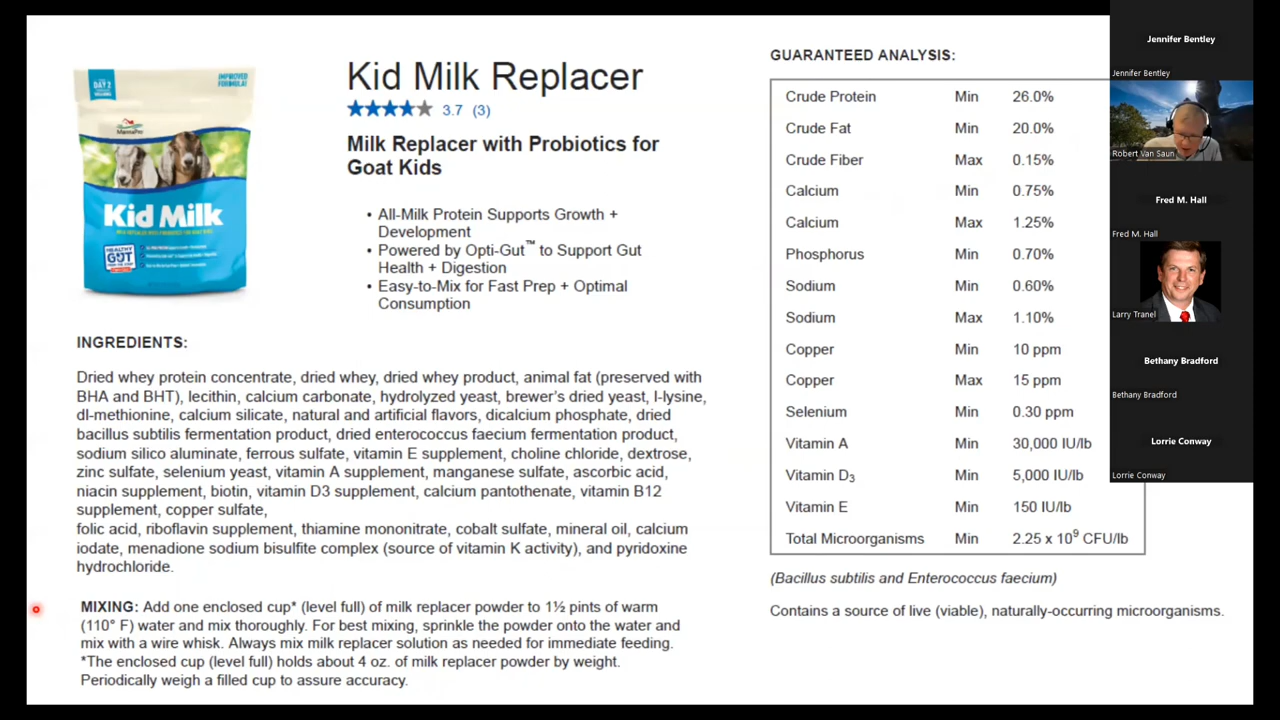 Kid Milk Replacer
3.7 (3)
Milk Replacer with Probiotics for
Goat Kids
• All-Milk Protein Supports Growth +
Development
• Powered by Opti-Gut™ to Support Gut
Health + Digestion
• Easy-to-Mix for Fast Prep + Optimal
Consumption
DAY 2
IMPROVED
FORMULA!
MannaPro
Kid Milk
HEALTHY
GUT
INGREDIENTS:
Dried whey protein concentrate, dried whey, dried whey product, animal fat (preserved with
BHA and BHT), lecithin, calcium carbonate, hydrolyzed yeast, brewer's dried yeast, l-lysine,
dl-methionine, calcium silicate, natural and artificial flavors, dicalcium phosphate, dried
bacillus subtilis fermentation product, dried enterococcus faecium fermentation product,
sodium silico aluminate, ferrous sulfate, vitamin E supplement, choline chloride, dextrose,
zinc sulfate, selenium yeast, vitamin A supplement, manganese sulfate, ascorbic acid,
niacin supplement, biotin, vitamin D3 supplement, calcium pantothenate, vitamin B12
supplement, copper sulfate,
folic acid, riboflavin supplement, thiamine mononitrate, cobalt sulfate, mineral oil, calcium
iodate, menadione sodium bisulfite complex (source of vitamin K activity), and pyridoxine
hydrochloride.
MIXING: Add one enclosed cup* (level full) of milk replacer powder to 1½ pints of warm
(110° F) water and mix thoroughly. For best mixing, sprinkle the powder onto the water and
mix with a wire whisk. Always mix milk replacer solution as needed for immediate feeding.
*The enclosed cup (level full) holds about 4 oz. of milk replacer powder by weight.
Periodically weigh a filled cup to assure accuracy.
GUARANTEED ANALYSIS:
Crude Protein Min 26.0%
Crude Fat Min 20.0%
Crude Fiber Max 0.15%
Calcium Min 0.75%
Calcium Max 1.25%
Phosphorus Min 0.70%
Sodium Min 0.60%
Sodium Max 1.10%
Copper Min 10 ppm
Copper Max 15 ppm
Selenium Min 0.30 ppm
Vitamin A Min 30,000 IU/lb
Vitamin D3 Min 5,000 IU/lb
Vitamin E Min 150 IU/lb
Total Microorganisms Min 2.25 x 10⁹ CFU/lb
(Bacillus subtilis and Enterococcus faecium)
Contains a source of live (viable), naturally-occurring microorganisms.
Jennifer Bentley
Jennifer Bentley
Robert Van Saun
Fred M. Hall
Fred M. Hall
Larry Tranel
Bethany Bradford
Bethany Bradford
Lorrie Conway
Lorrie Conway